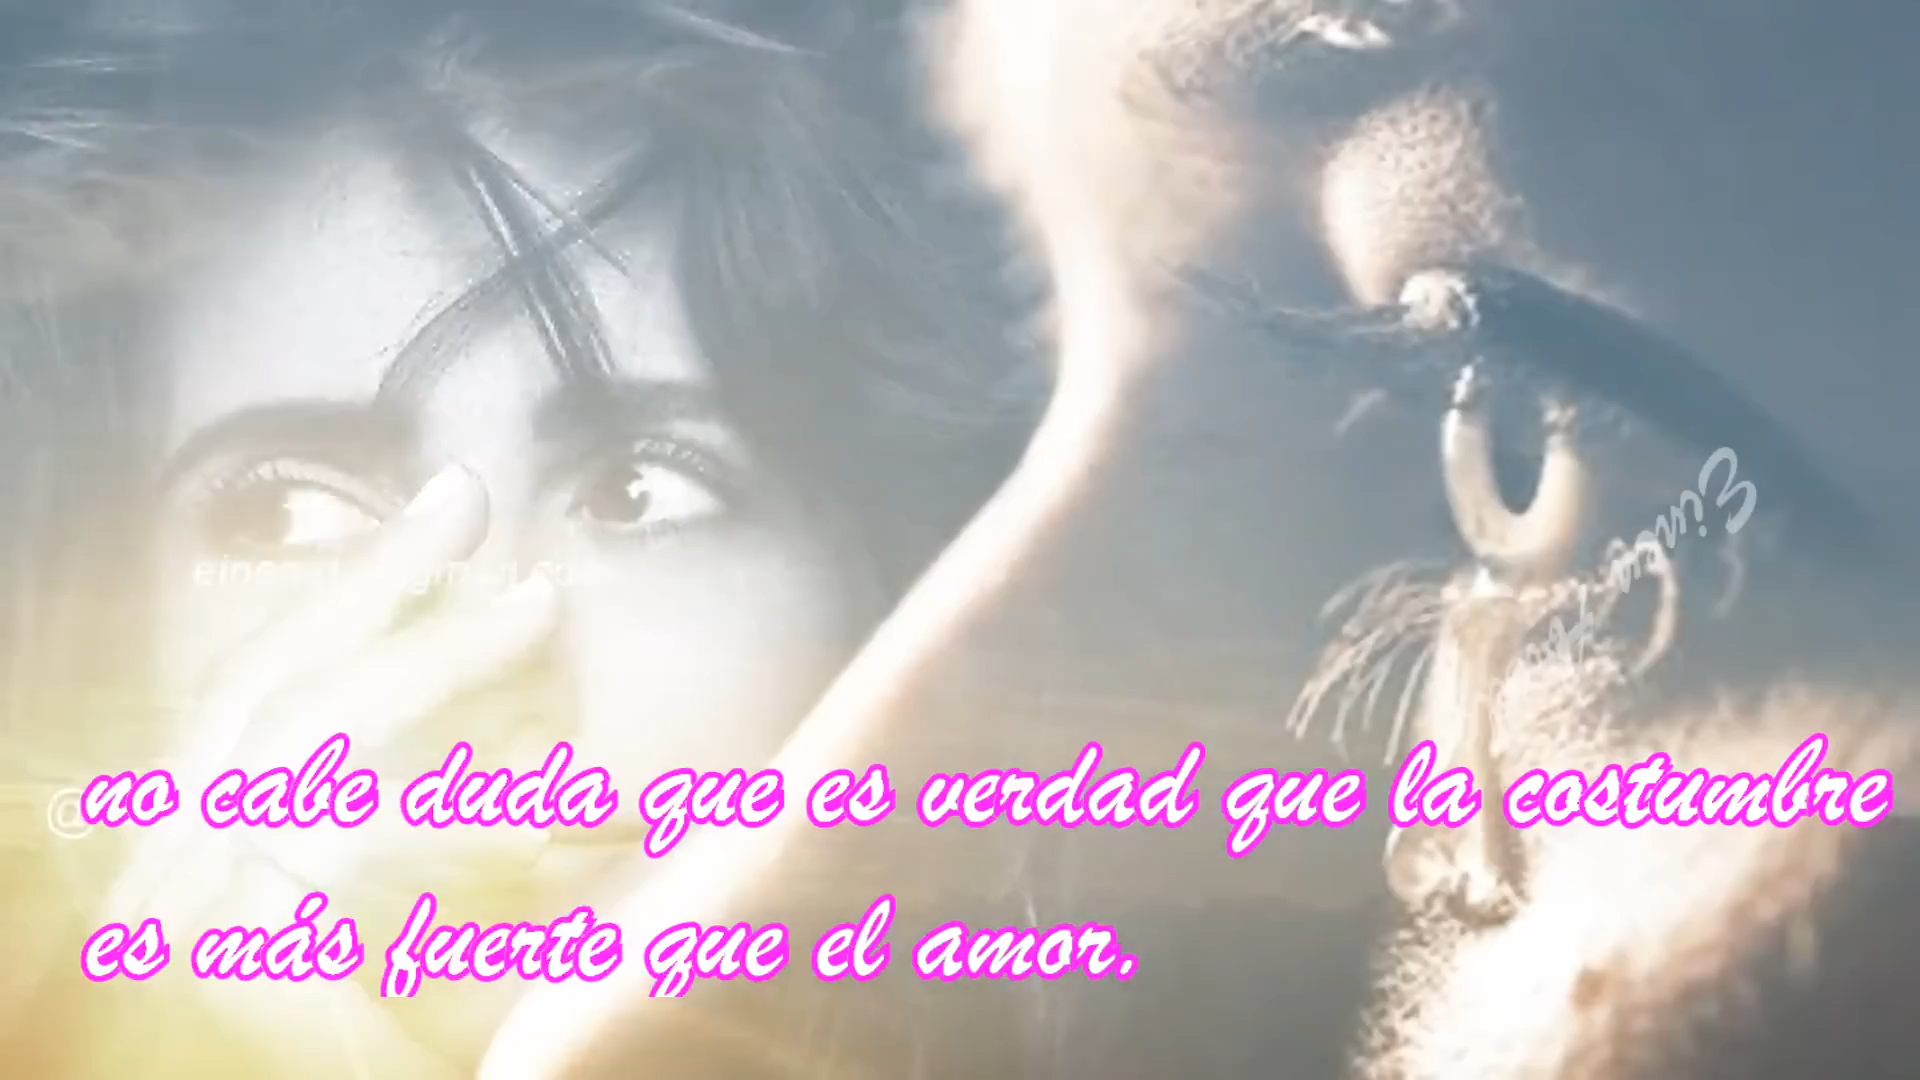 no cabe duda que es verdad que la costumbre
es más fuerte que el amor.